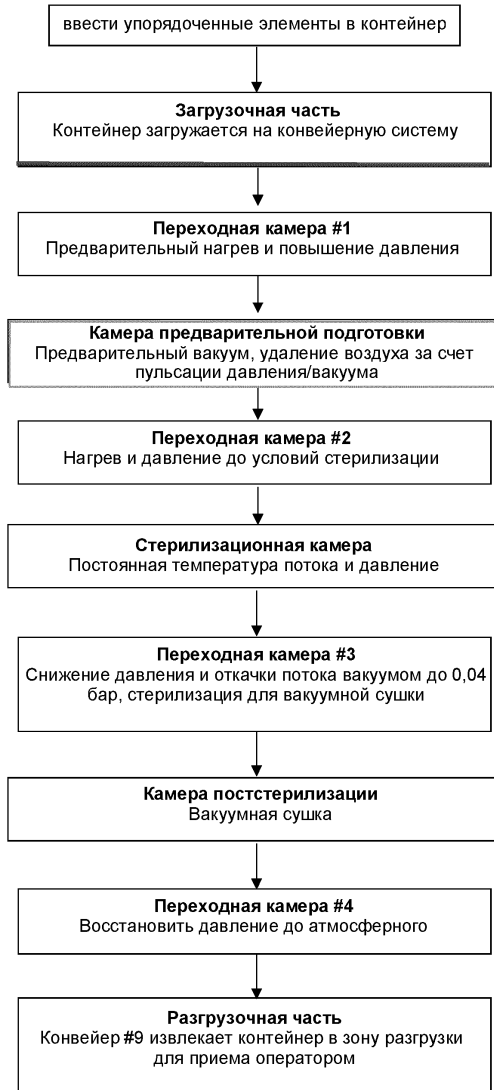 ввести упорядоченные элементы в контейнер
Загрузочная часть
Контейнер загружается на конвейерную систему
Переходная камера #1
Предварительный нагрев и повышение давления
Камера предварительной подготовки
Предварительный вакуум, удаление воздуха за счет
пульсации давления/вакуума
Переходная камера #2
Нагрев и давление до условий стерилизации
Стерилизационная камера
Постоянная температура потока и давление
Переходная камера #3
Снижение давления и откачки потока вакуумом до 0,04
бар, стерилизация для вакуумной сушки
Камера постстерилизации
Вакуумная сушка
Переходная камера #4
Восстановить давление до атмосферного
Разгрузочная часть
Конвейер #9 извлекает контейнер в зону разгрузки
для приема оператором